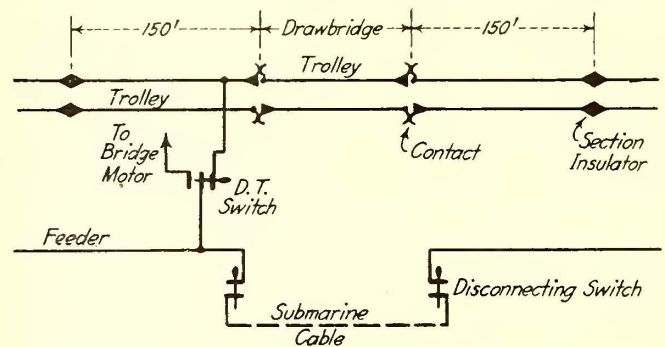 150' Drawbridge 150'
Trolley
Trolley
To
Bridge
Motor
Contact
Section
Insulator
D.T.
Switch
Feeder
Disconnecting Switch
Submarine
Cable